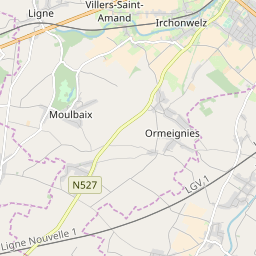 Villers-Saint-
Amand
Ligne
Irchonwelz
Moulbaix
Ormeignies
N527
LGV 1
Ligne Nouvelle 1